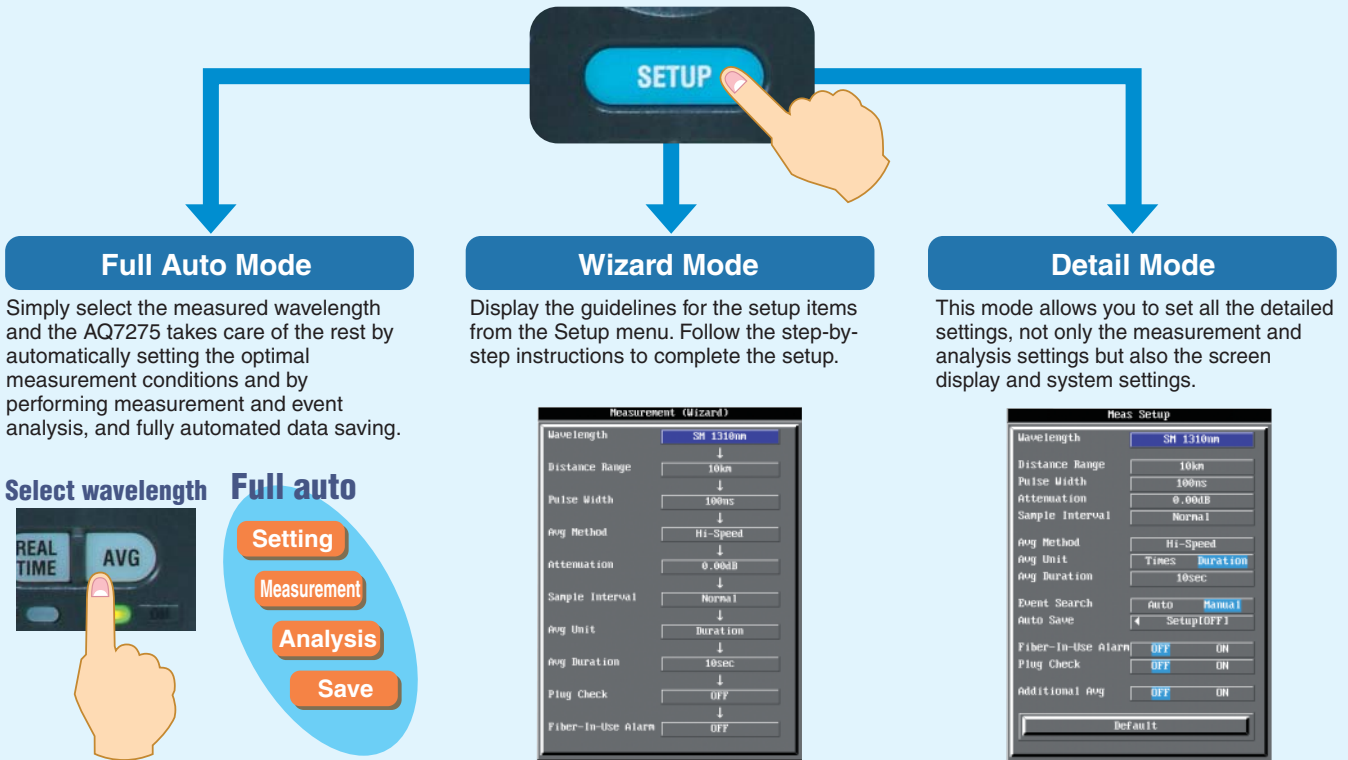 SETUP
Full Auto Mode
Simply select the measured wavelength
and the AQ7275 takes care of the rest by
automatically setting the optimal
measurement conditions and by
performing measurement and event
analysis, and fully automated data saving.
Select wavelength
REAL
TIME
AVG
Full auto
Setting
Measurement
Analysis
Save
Wizard Mode
Display the guidelines for the setup items
from the Setup menu. Follow the step-by-
step instructions to complete the setup.
Measurement (Wizard)
Wavelength SM 1310nm
↓
Distance Range 10km
↓
Pulse Width 100ns
↓
Avg Method Hi-Speed
↓
Attenuation 0.00dB
↓
Sample Interval Normal
↓
Avg Unit Duration
↓
Avg Duration 10sec
↓
Plug Check OFF
↓
Fiber-In-Use Alarm OFF
Detail Mode
This mode allows you to set all the detailed
settings, not only the measurement and
analysis settings but also the screen
display and system settings.
Meas Setup
Wavelength SM 1310nm
Distance Range 10km
Pulse Width 100ns
Attenuation 0.00dB
Sample Interval Normal
Avg Method Hi-Speed
Avg Unit Times Duration
Avg Duration 10sec
Event Search Auto Manual
Auto Save Setup[OFF]
Fiber-In-Use Alarm OFF ON
Plug Check OFF ON
Additional Avg OFF ON
Default